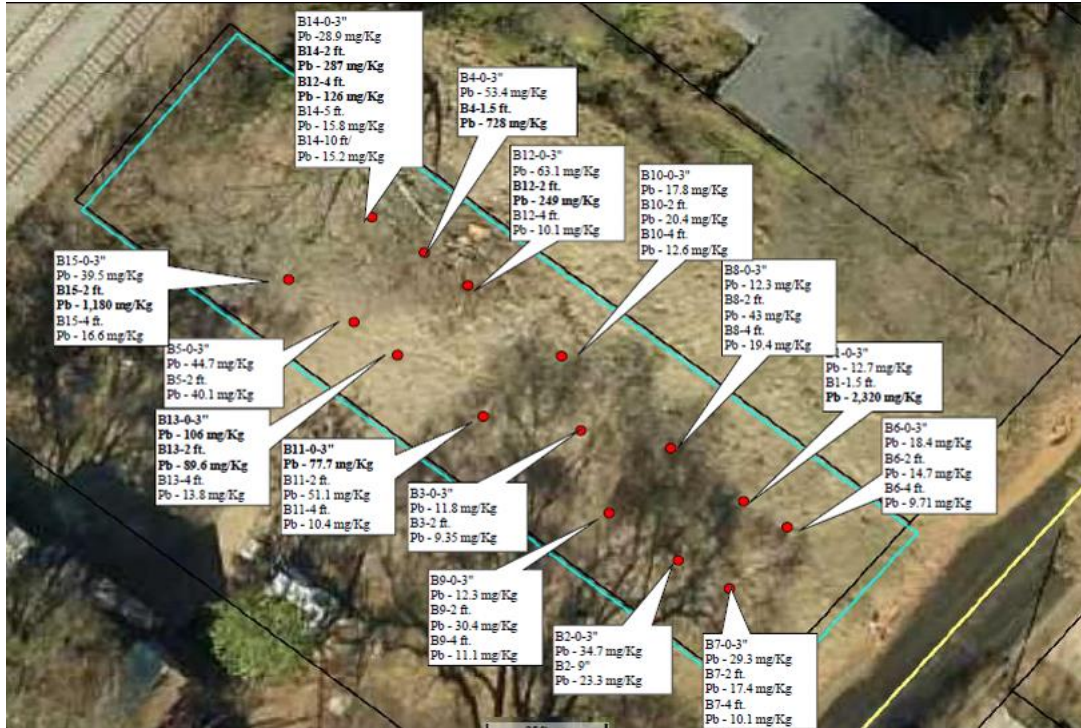 B14-0-3"
Pb -28.9 mg/Kg
B14-2 ft.
Pb - 287 mg/Kg
B12-4 ft.
Pb - 126 mg/Kg
B14-5 ft.
Pb - 15.8 mg/Kg
B14-10 ft/
Pb - 15.2 mg/Kg
B4-0-3"
Pb - 53.4 mg/Kg
B4-1.5 ft.
Pb - 728 mg/Kg
B12-0-3"
Pb - 63.1 mg/Kg
B12-2 ft.
Pb - 249 mg/Kg
B12-4 ft.
Pb - 10.1 mg/Kg
B10-0-3"
Pb - 17.8 mg/Kg
B10-2 ft.
Pb - 20.4 mg/Kg
B10-4 ft.
Pb - 12.6 mg/Kg
B8-0-3"
Pb - 12.3 mg/Kg
B8-2 ft.
Pb - 43 mg/Kg
B8-4 ft.
Pb - 19.4 mg/Kg
B15-0-3"
Pb - 39.5 mg/Kg
B15-2 ft.
Pb - 1,180 mg/Kg
B15-4 ft.
Pb - 16.6 mg/Kg
B5-0-3"
Pb - 44.7 mg/Kg
B5-2 ft.
Pb - 40.1 mg/Kg
1-0-3"
Pb - 12.7 mg/Kg
B1-1.5 ft.
Pb - 2,320 mg/Kg
B6-0-3"
Pb - 18.4 mg/Kg
B6-2 ft.
Pb - 14.7 mg/Kg
B6-4 ft.
Pb - 9.71 mg/Kg
B13-0-3"
Pb - 106 mg/Kg
B13-2 ft.
Pb - 89.6 mg/Kg
B13-4 ft.
Pb - 13.8 mg/Kg
B11-0-3"
Pb - 77.7 mg/Kg
B11-2 ft.
Pb - 51.1 mg/Kg
B11-4 ft.
Pb - 10.4 mg/Kg
B3-0-3"
Pb - 11.8 mg/Kg
B3-2 ft.
Pb - 9.35 mg/Kg
B9-0-3"
Pb - 12.3 mg/Kg
B9-2 ft.
Pb - 30.4 mg/Kg
B9-4 ft.
Pb - 11.1 mg/Kg
B2-0-3"
Pb - 34.7 mg/Kg
B2- 9"
Pb - 23.3 mg/Kg
B7-0-3"
Pb - 29.3 mg/Kg
B7-2 ft.
Pb - 17.4 mg/Kg
B7-4 ft.
Pb - 10.1 mg/Kg